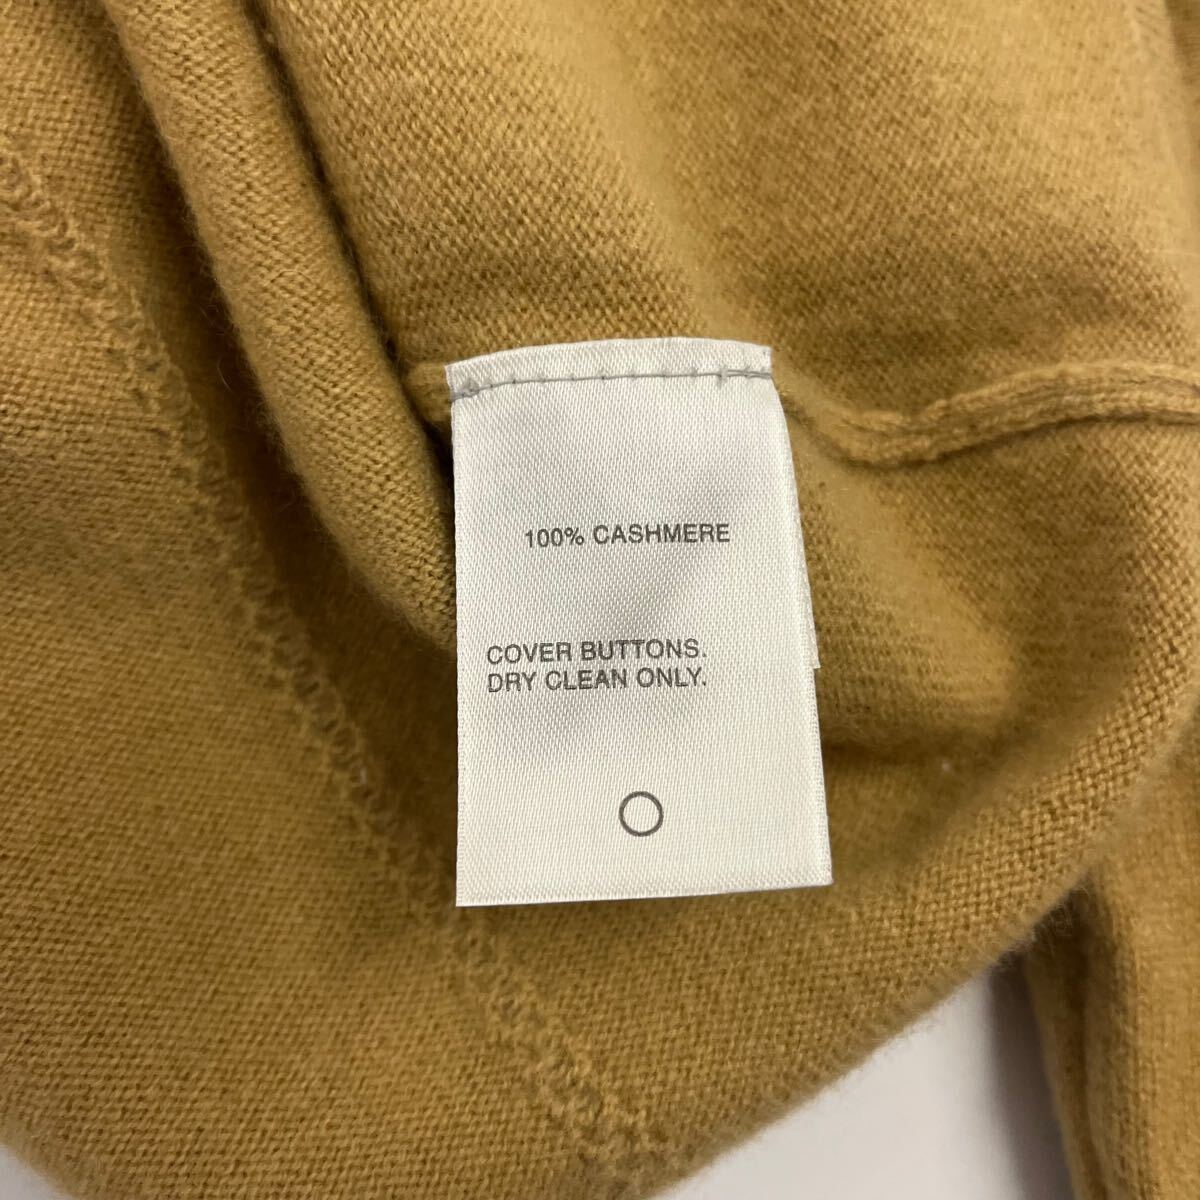 100% CASHMERE
COVER BUTTONS.
DRY CLEAN ONLY.